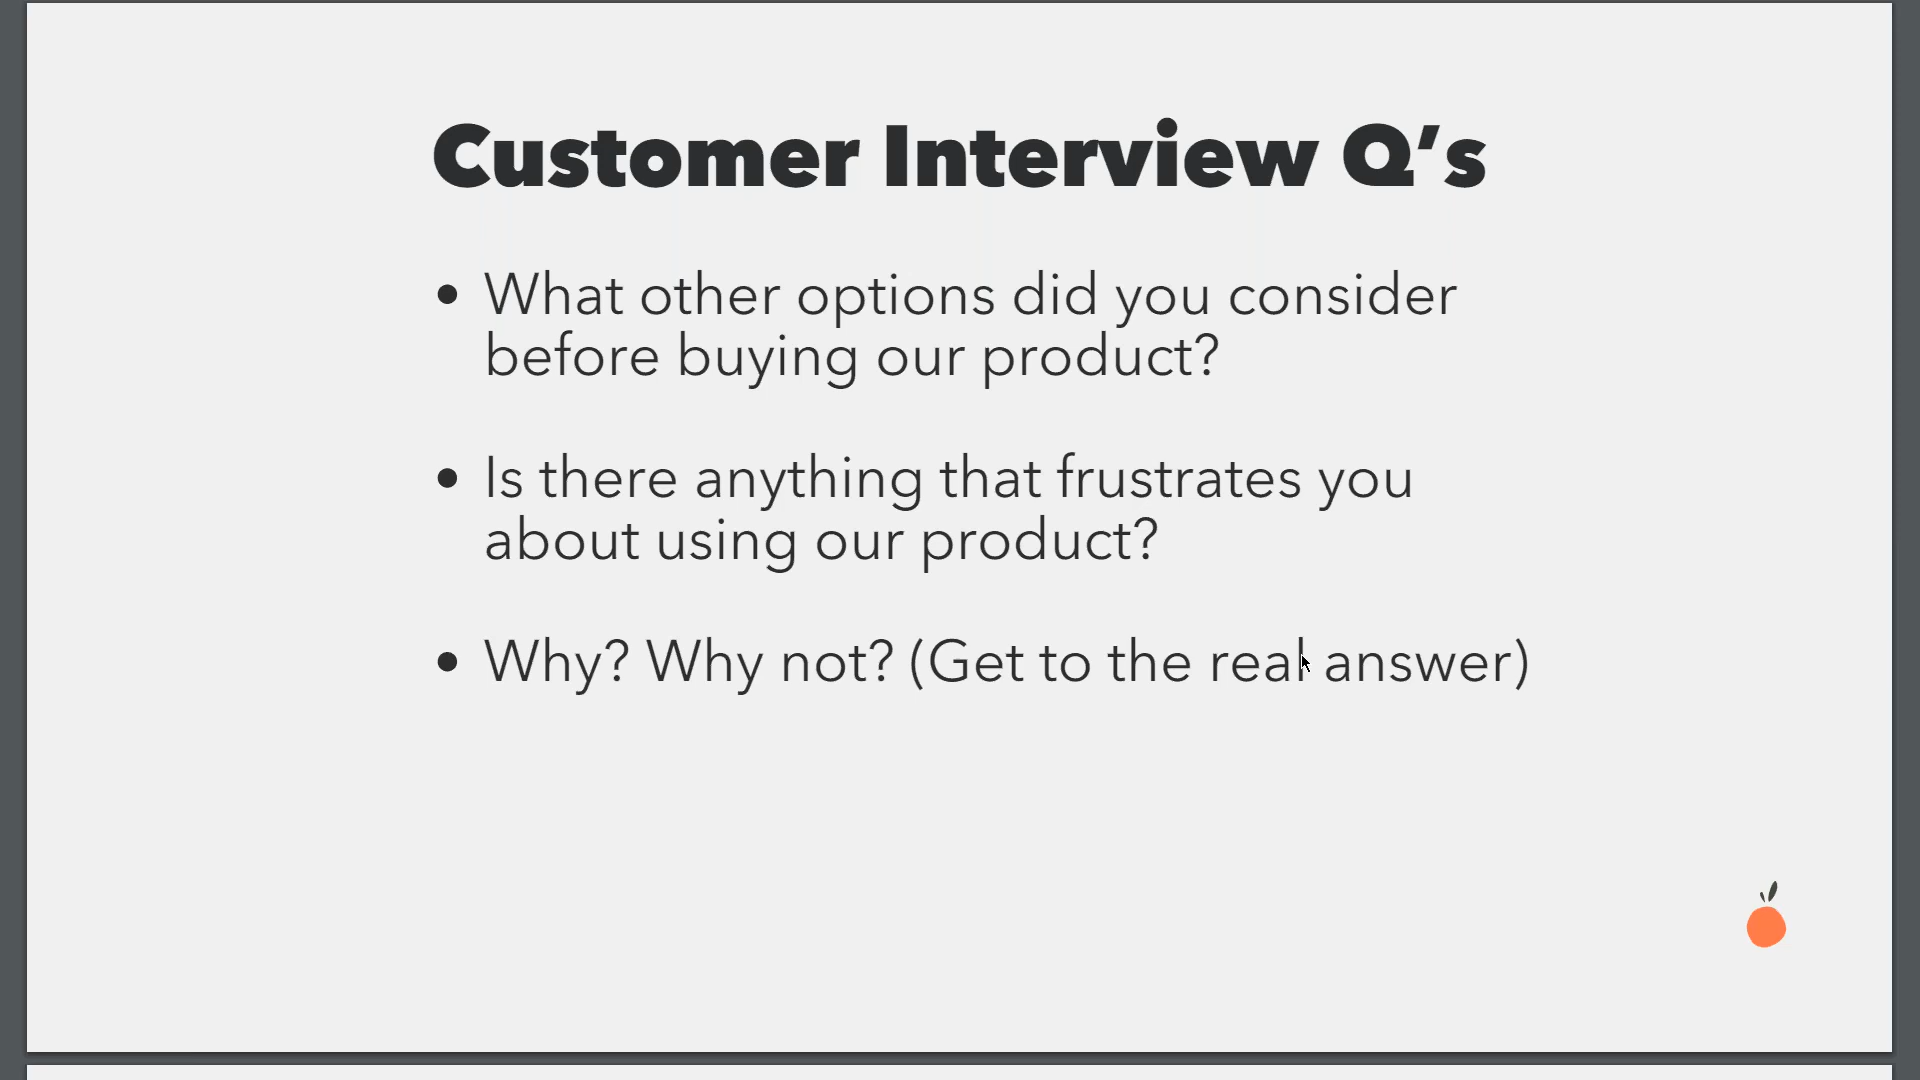 Customer Interview Q’s
• What other options did you consider
before buying our product?
• Is there anything that frustrates you
about using our product?
• Why? Why not? (Get to the real answer)